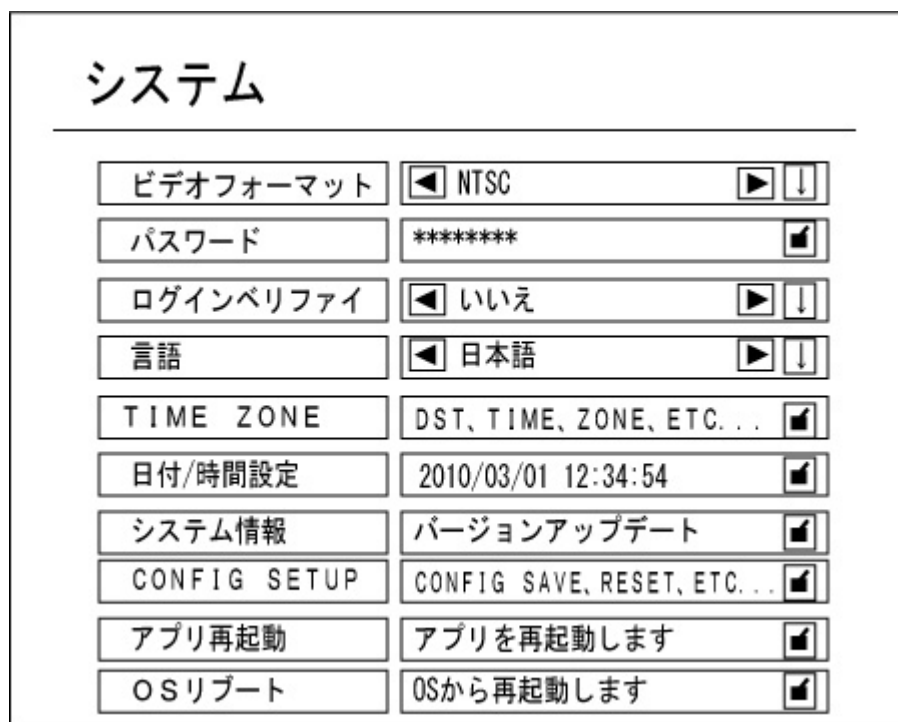 システム
ビデオフォーマット NTSC ↓
パスワード ********
ログインベリファイ いいえ ↓
言語 日本語 ↓
TIME ZONE DST、TIME、ZONE、ETC...
日付/時間設定 2010/03/01 12:34:54
システム情報 バージョンアップデート
CONFIG SETUP CONFIG SAVE、RESET、ETC...
アプリ再起動 アプリを再起動します
OSリブート OSから再起動します